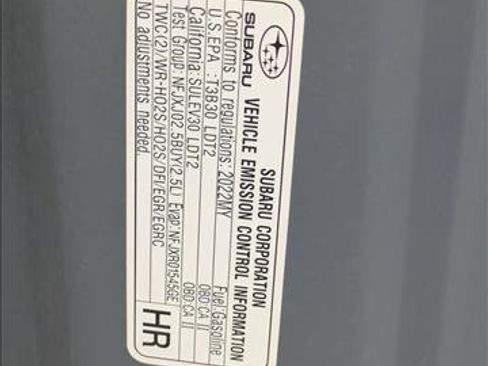 SUBARU CORPORATION
SUBARU VEHICLE EMISSION CONTROL INFORMATION
Conforms to regulations: 2022MY Fuel:Gasoline
U.S.EPA :T3B30 LDT2 OBD:CA II
California:SULEV30 LDT2 OBD:CA II
Test Group:NFJXJ02.5BUY(2.5L) Evap:NFJXR0154SGE
TWC(2)/WR-HO2S/HO2S/DFI/EGR/EGRC
No adjustments needed.
HR